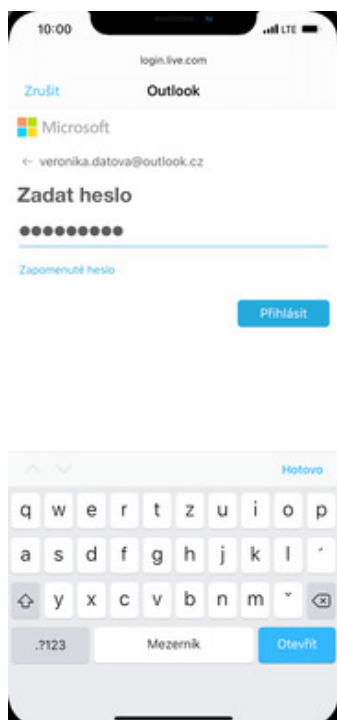 10:00 LTE
login.live.com
Zrušit Outlook
Microsoft
← veronika.datova@outlook.cz
Zadat heslo
●●●●●●●●●
Zapomenuté heslo
Přihlásit
Hotovo
q w e r t z u i o p
a s d f g h j k l ´
y x c v b n m ˇ
.?123 Mezerník Otevřít